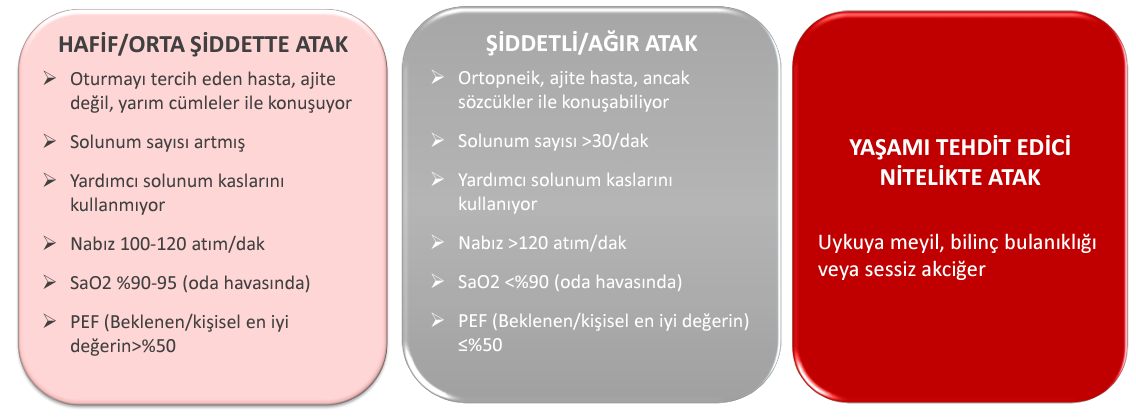 HAFİF/ORTA ŞİDDETTE ATAK
➢ Oturmayı tercih eden hasta, ajite
değil, yarım cümleler ile konuşuyor
➢ Solunum sayısı artmış
➢ Yardımcı solunum kaslarını
kullanmıyor
➢ Nabız 100-120 atım/dak
➢ SaO2 %90-95 (oda havasında)
➢ PEF (Beklenen/kişisel en iyi
değerin>%50
ŞİDDETLİ/AĞIR ATAK
➢ Ortopneik, ajite hasta, ancak
sözcükler ile konuşabiliyor
➢ Solunum sayısı >30/dak
➢ Yardımcı solunum kaslarını
kullanıyor
➢ Nabız >120 atım/dak
➢ SaO2 <%90 (oda havasında)
➢ PEF (Beklenen/kişisel en iyi değerin)
≤%50
YAŞAMI TEHDİT EDİCİ
NİTELİKTE ATAK
Uykuya meyil, bilinç bulanıklığı
veya sessiz akciğer